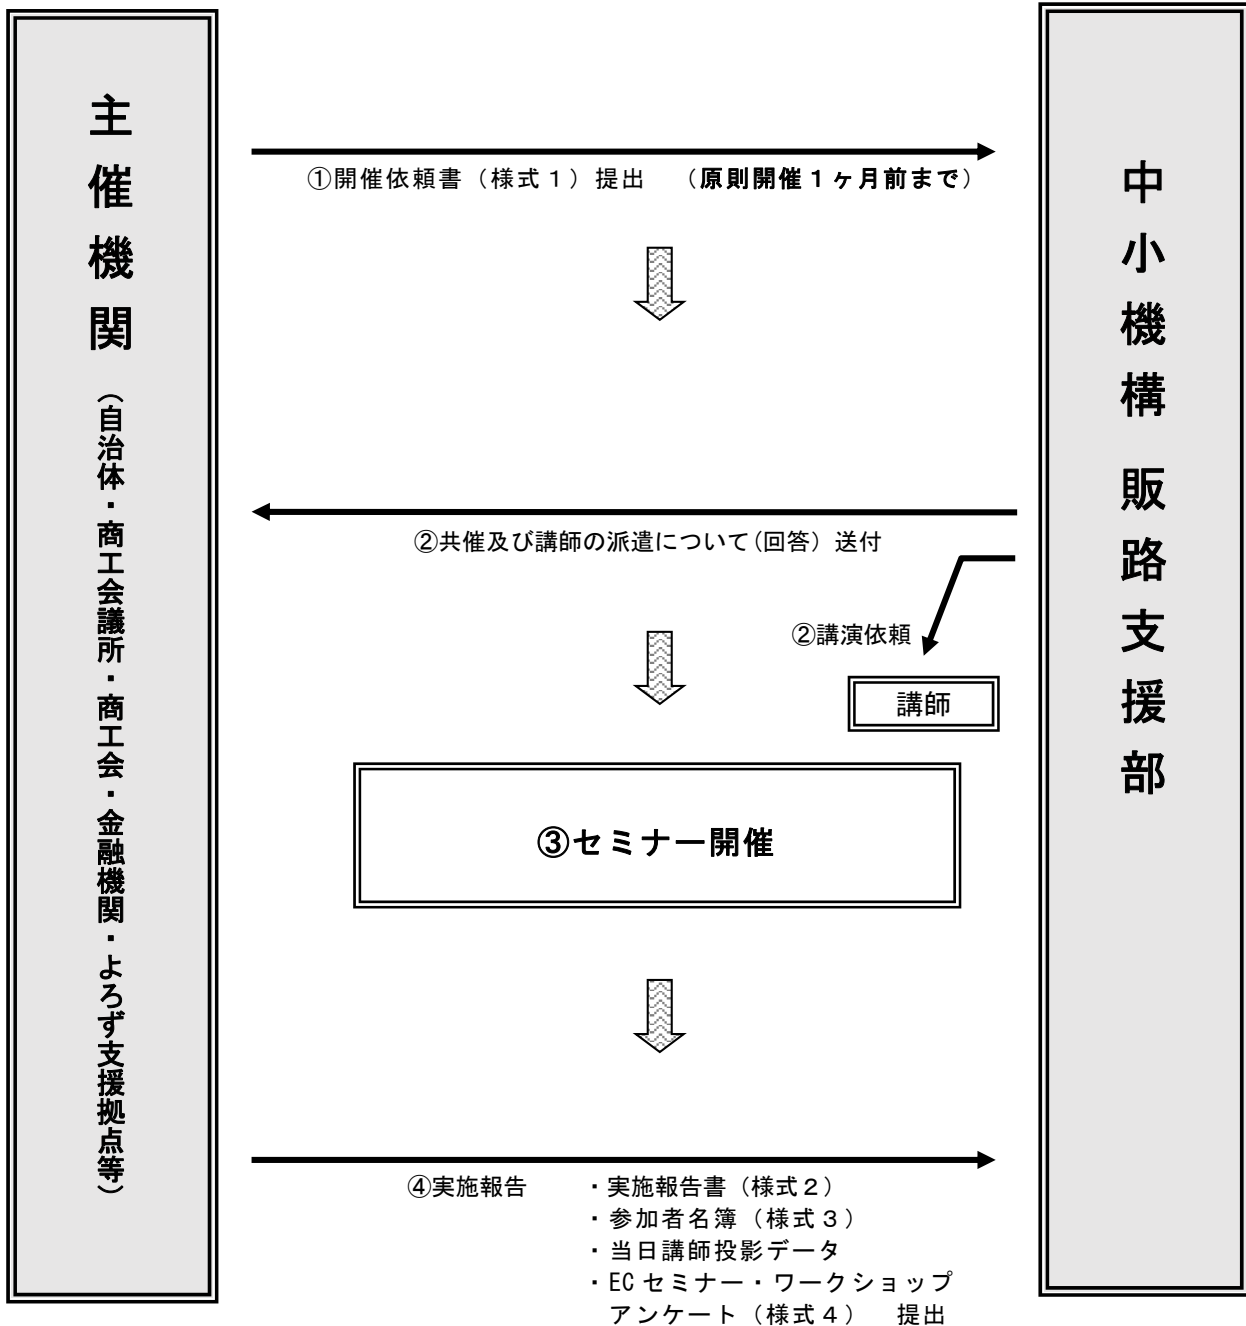 主催機関
（自治体・商工会議所・商工会・金融機関・よろず支援拠点等）
①開催依頼書（様式１）提出　（原則開催１ヶ月前まで）
②共催及び講師の派遣について（回答）送付
②講演依頼
講師
③セミナー開催
④実施報告　・実施報告書（様式２）
・参加者名簿（様式３）
・当日講師投影データ
・ECセミナー・ワークショップ
アンケート（様式４）　提出
中小機構 販路支援部